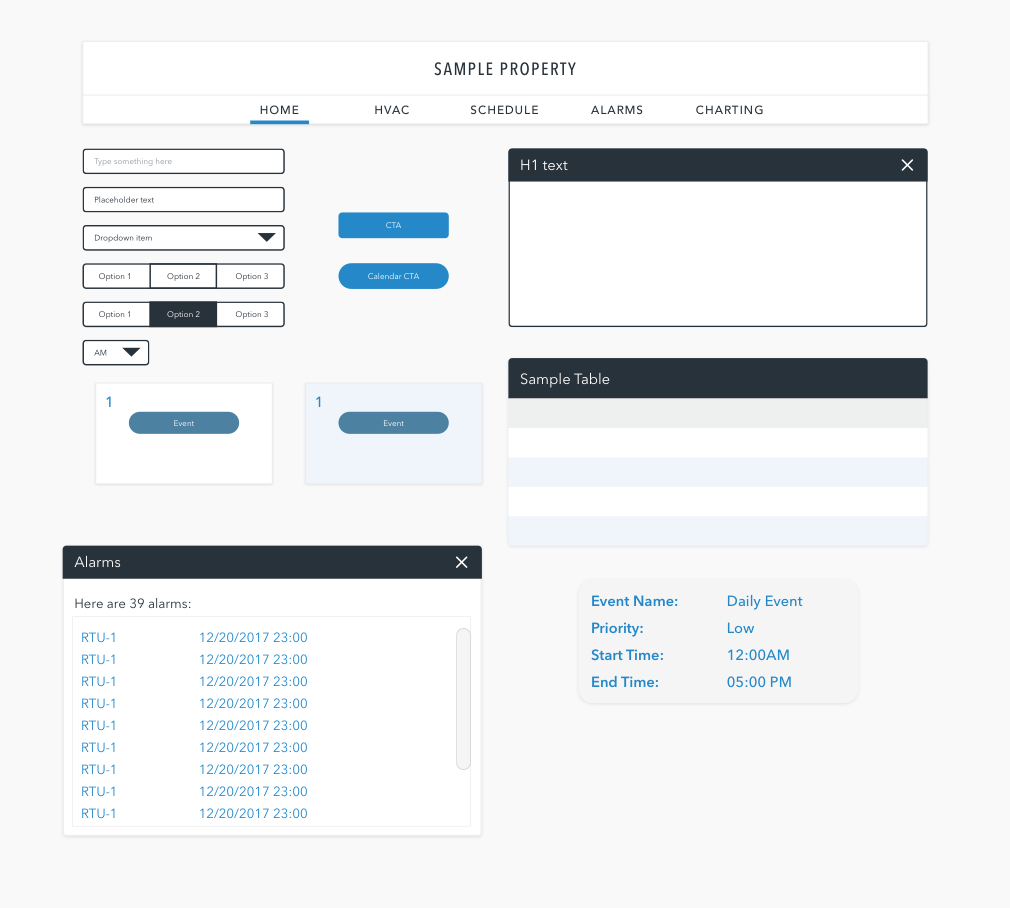 SAMPLE PROPERTY
HOME HVAC SCHEDULE ALARMS CHARTING
Type something here
Placeholder text
Dropdown item
Option 1 Option 2 Option 3
Option 1 Option 2 Option 3
AM
CTA
Calendar CTA
H1 text
1
Event
1
Event
Sample Table
Alarms
Here are 39 alarms:
RTU-1 12/20/2017 23:00
RTU-1 12/20/2017 23:00
RTU-1 12/20/2017 23:00
RTU-1 12/20/2017 23:00
RTU-1 12/20/2017 23:00
RTU-1 12/20/2017 23:00
RTU-1 12/20/2017 23:00
RTU-1 12/20/2017 23:00
RTU-1 12/20/2017 23:00
Event Name: Daily Event
Priority: Low
Start Time: 12:00AM
End Time: 05:00 PM